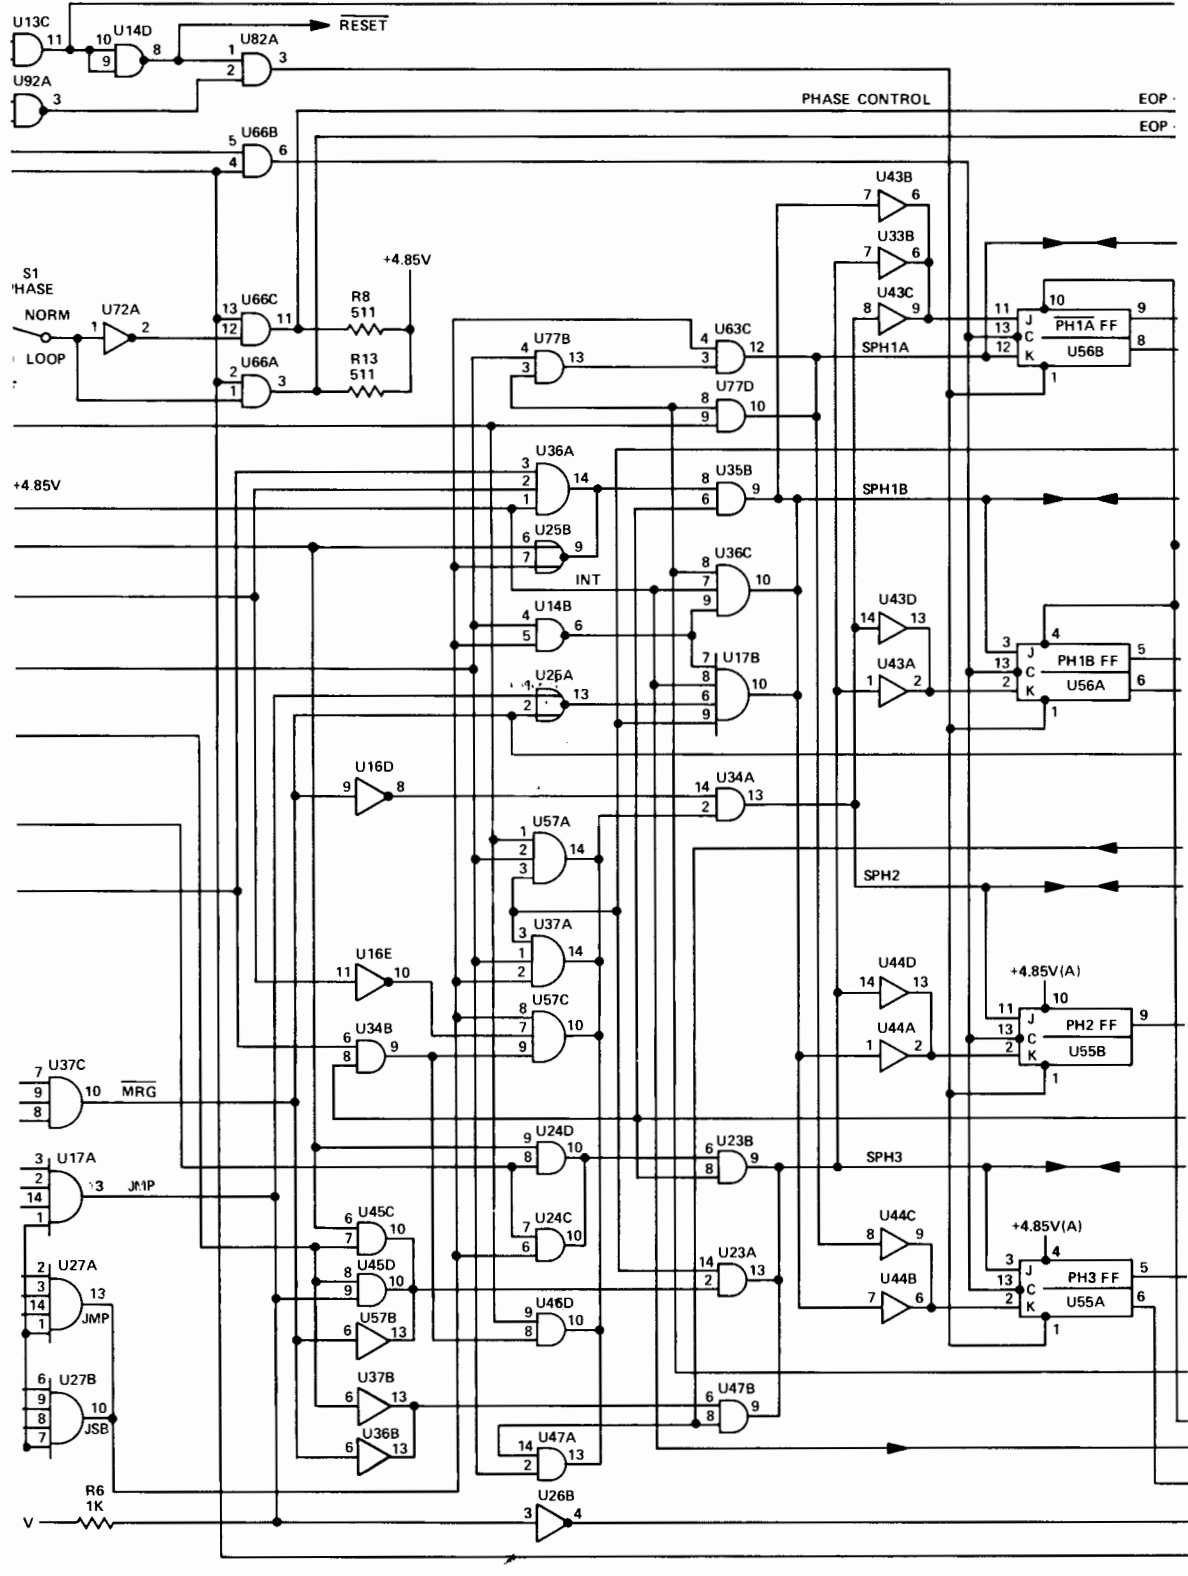 U13C
11
U14D
10
9
8
RESET
U82A
1
2
3
U92A
3
PHASE CONTROL
EOP
EOP
U66B
5
4
6
U43B
7
6
U33B
7
6
U43C
8
9
S1
NORM
LOOP
U72A
1
2
U66C
13
12
11
U66A
2
1
3
+4.85V
R8
511
R13
511
U77B
4
3
13
U63C
4
3
12
SPH1A
U77D
8
9
10
11
J
13
C
12
K
10
PH1A FF
U56B
9
8
1
+4.85V
U36A
3
2
1
14
U25B
6
7
9
U35B
8
6
9
SPH1B
INT
U36C
8
7
9
10
U14B
4
5
6
U17B
7
8
6
9
10
1
2
13
U43D
14
13
U43A
1
2
3
J
13
C
2
K
4
PH1B FF
U56A
5
6
1
U16D
9
8
U34A
14
2
13
U57A
1
2
3
14
SPH2
U37A
3
1
2
14
U16E
11
10
U57C
8
7
9
10
U34B
6
8
9
U44D
14
13
U44A
1
2
+4.85V(A)
11
J
13
C
2
K
10
PH2 FF
U55B
9
1
U37C
7
9
8
10
MRG
U17A
3
2
14
1
JMP
U24D
9
8
10
U23B
6
8
9
SPH3
U45C
6
7
10
U24C
7
6
10
U45D
8
9
10
U23A
14
2
13
U44C
8
9
U44B
7
6
+4.85V(A)
3
J
13
C
2
K
4
PH3 FF
U55A
5
6
1
U27A
2
3
14
1
13
JMP
U57B
6
13
U46D
9
8
10
U27B
6
9
8
7
10
JSB
U37B
6
13
U36B
6
13
U47B
6
8
9
U47A
14
2
13
R6
1K
V
U26B
3
4